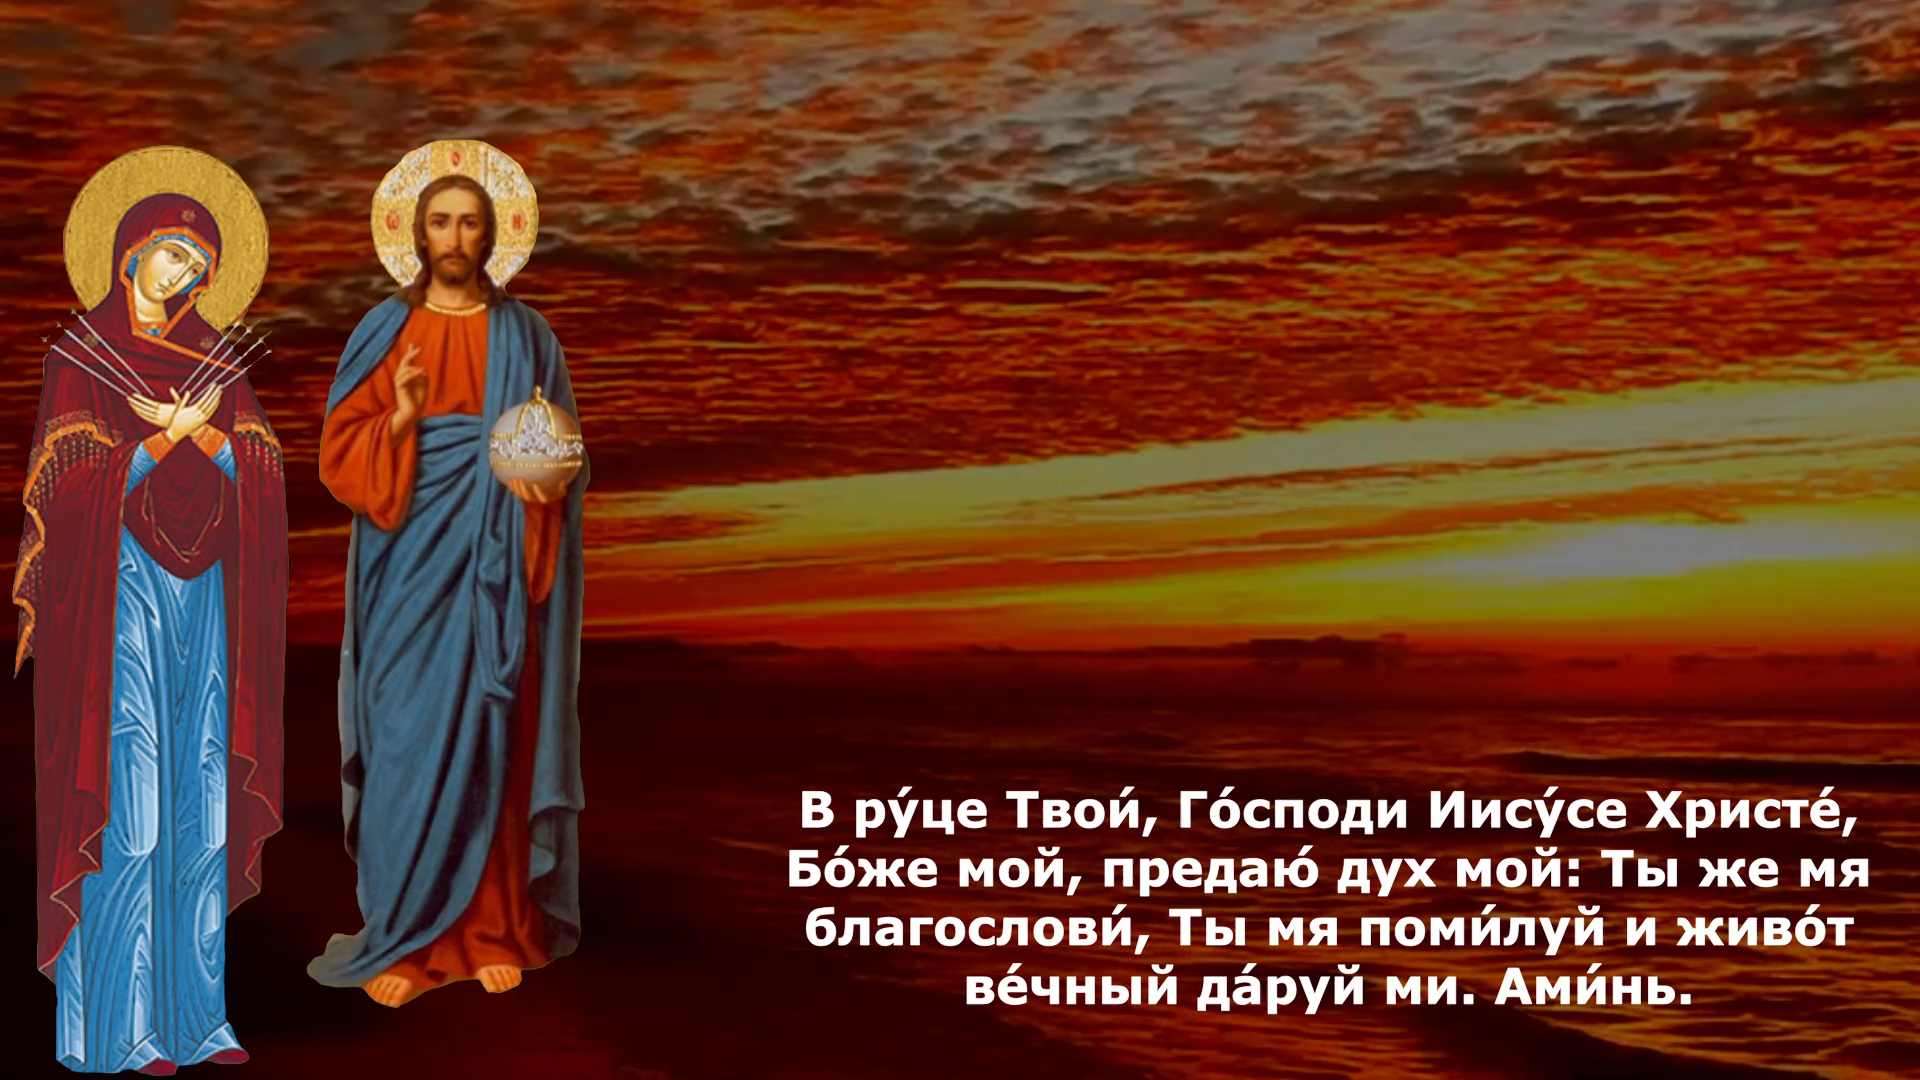 В ру́це Твои́, Го́споди Иису́се Христе́,
Бо́же мой, предаю́ дух мой: Ты же мя
благослови́, Ты мя поми́луй и живо́т
ве́чный да́руй ми. Ами́нь.